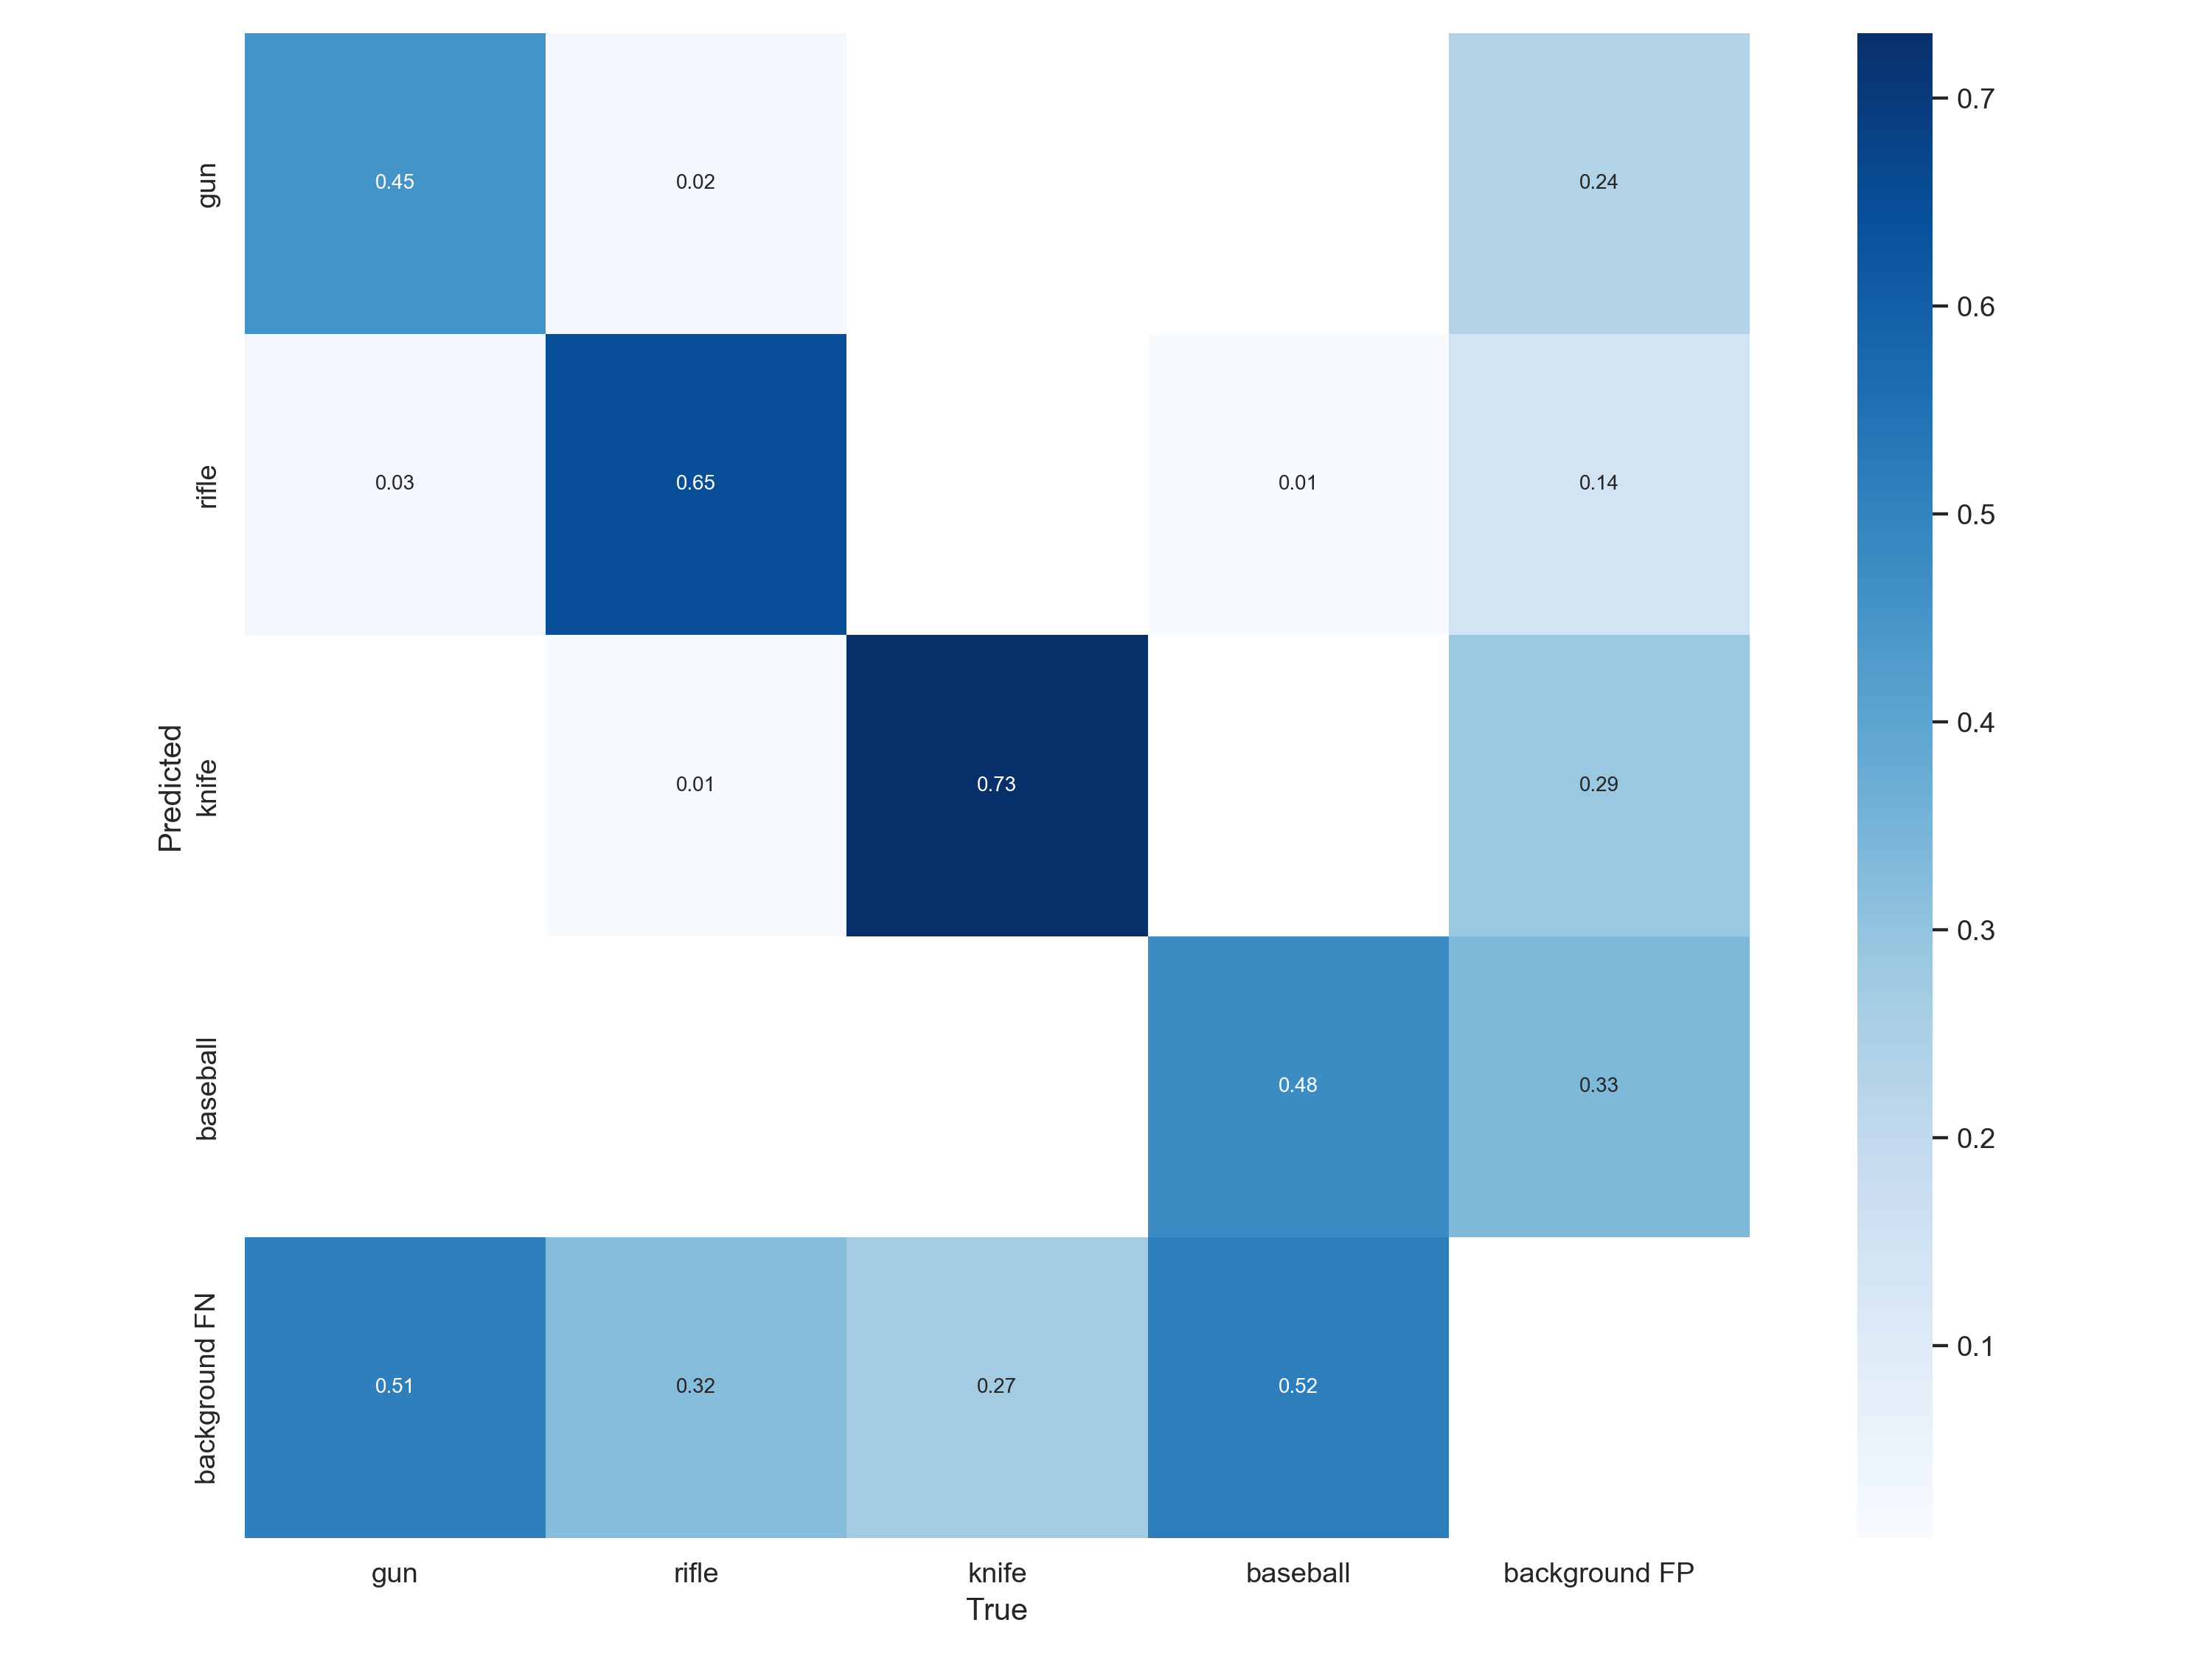 Predicted
gun
0.45
0.02
0.24
rifle
0.03
0.65
0.01
0.14
knife
0.01
0.73
0.29
baseball
0.48
0.33
background FN
0.51
0.32
0.27
0.52
gun
rifle
knife
baseball
background FP
True
0.7
0.6
0.5
0.4
0.3
0.2
0.1